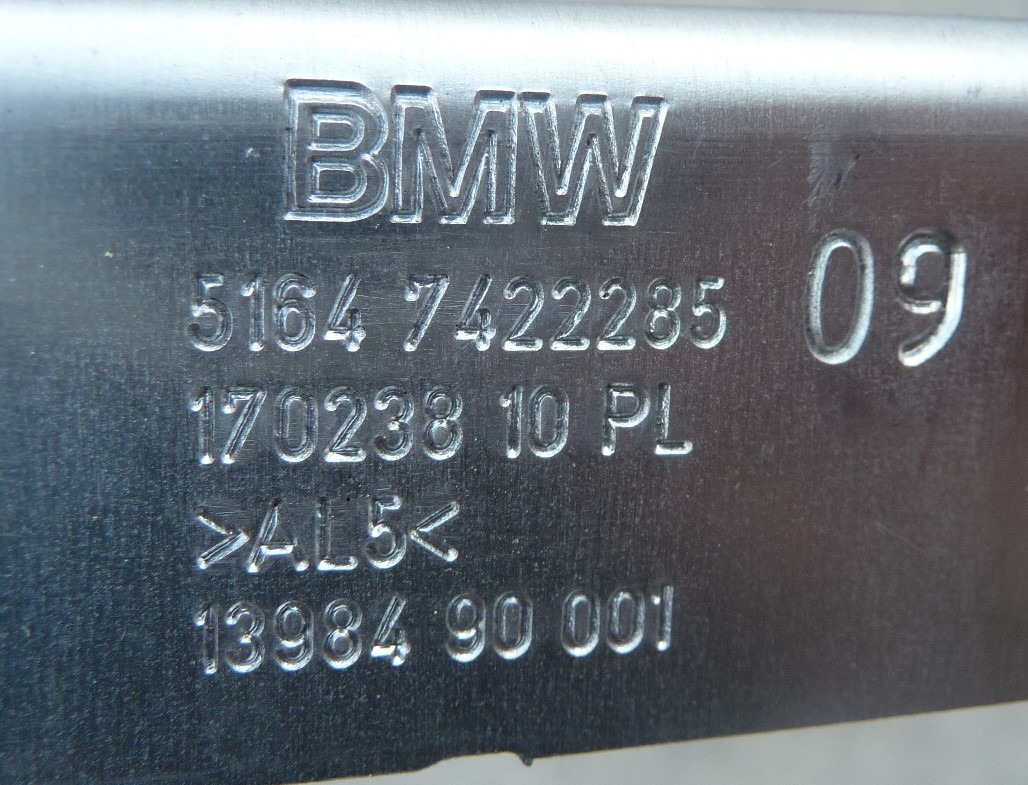 BMW
5164 7422285 09
170238 10 PL
>AL5<
13984 90 001